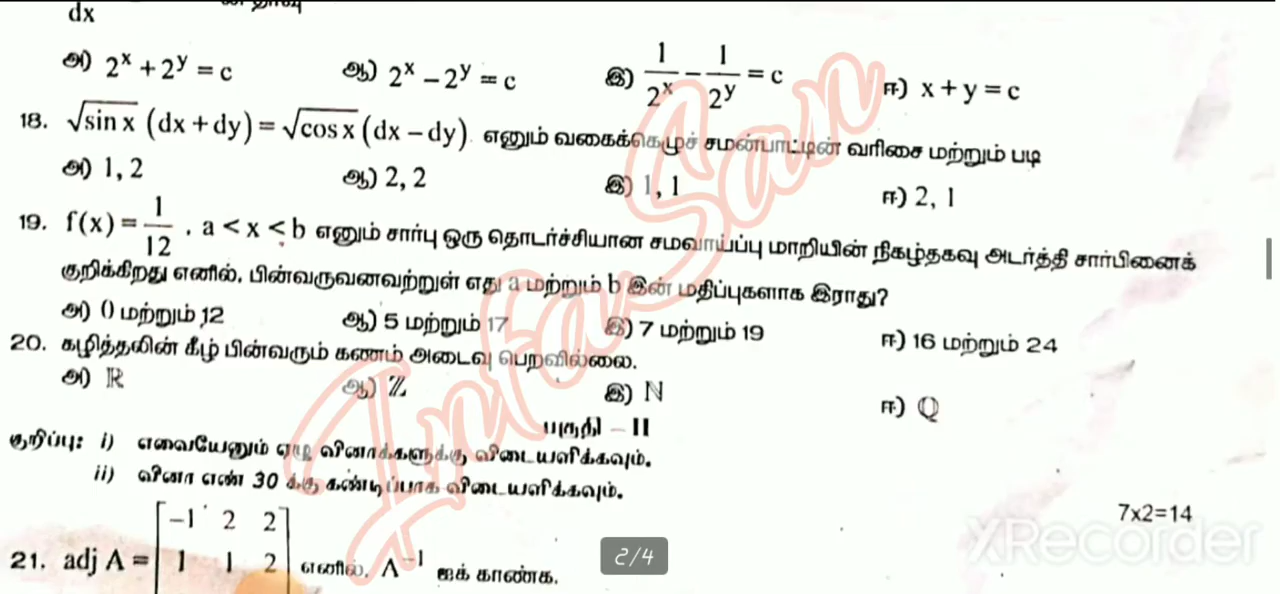 dx
அ) 2^x + 2^y = c ஆ) 2^x − 2^y = c இ) 1/2^x − 1/2^y = c ஈ) x + y = c
18. √sin x (dx + dy) = √cos x (dx − dy) எனும் வகைக்கெழுச் சமன்பாட்டின் வரிசை மற்றும் படி
அ) 1, 2 ஆ) 2, 2 இ) 1, 1 ஈ) 2, 1
19. f(x) = 1/12 , a < x < b எனும் சார்பு ஒரு தொடர்ச்சியான சமவாய்ப்பு மாறியின் நிகழ்தகவு அடர்த்தி சார்பினைக்
குறிக்கிறது எனில், பின்வருவனவற்றுள் எது a மற்றும் b இன் மதிப்புகளாக இராது?
அ) 0 மற்றும் 12 ஆ) 5 மற்றும் 17 இ) 7 மற்றும் 19 ஈ) 16 மற்றும் 24
20. கழித்தலின் கீழ் பின்வரும் கணம் அடைவு பெறவில்லை.
அ) ℝ ஆ) ℤ இ) ℕ ஈ) ℚ
பகுதி – II
குறிப்பு: i) எவையேனும் ஏழு வினாக்களுக்கு விடையளிக்கவும்.
ii) வினா எண் 30 க்கு கண்டிப்பாக விடையளிக்கவும்.
7x2=14
−1 2 2
21. adj A = 1 1 2 எனில், A^−1 ஐக் காண்க.
2/4
Infa San
XRecorder